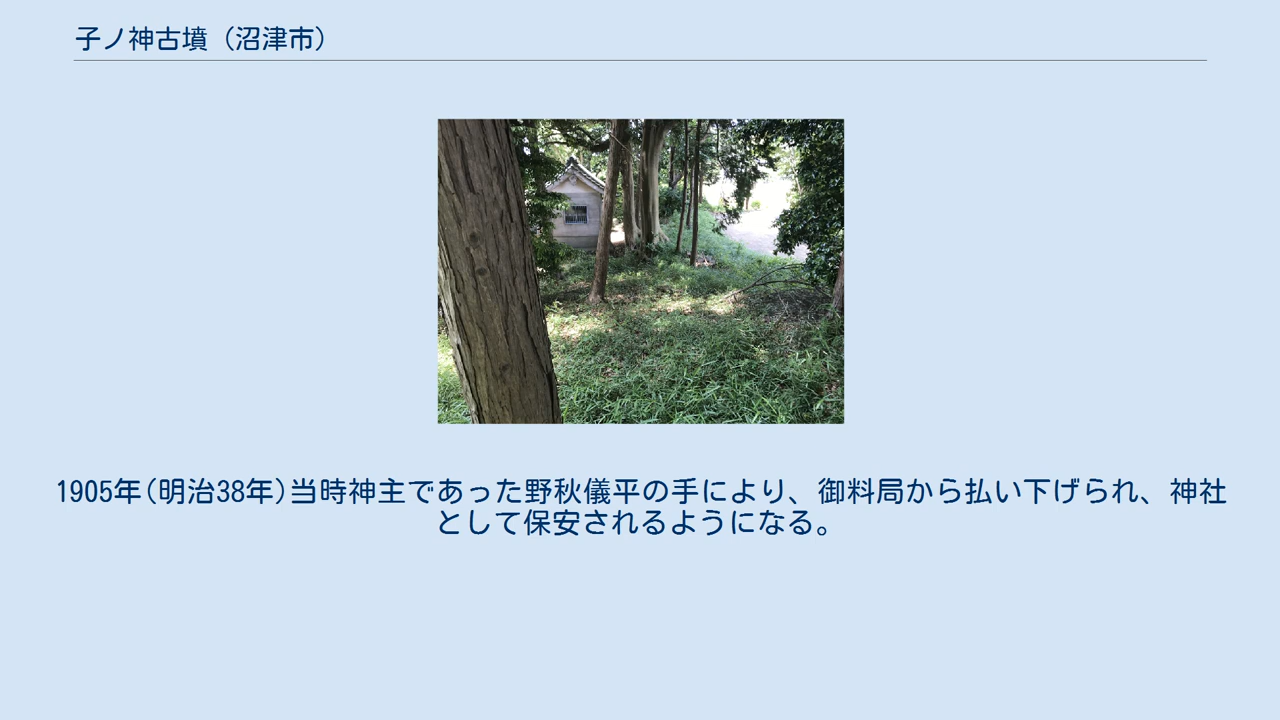 子ノ神古墳（沼津市）
1905年(明治38年)当時神主であった野秋儀平の手により、御料局から払い下げられ、神社
として保安されるようになる。